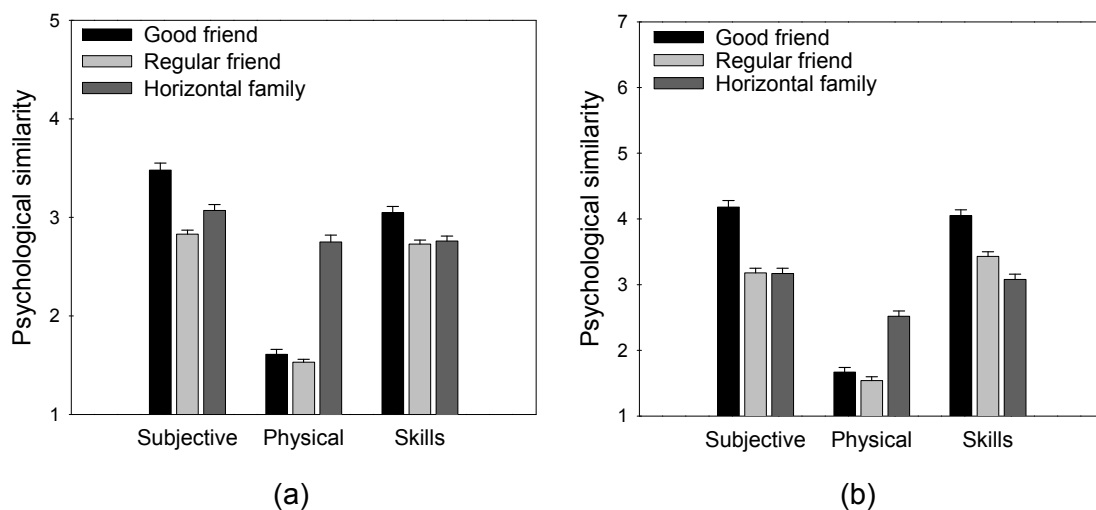 5
4
3
2
1
Psychological similarity
Good friend
Regular friend
Horizontal family
Subjective Physical Skills
(a)
7
6
5
4
3
2
1
Psychological similarity
Good friend
Regular friend
Horizontal family
Subjective Physical Skills
(b)